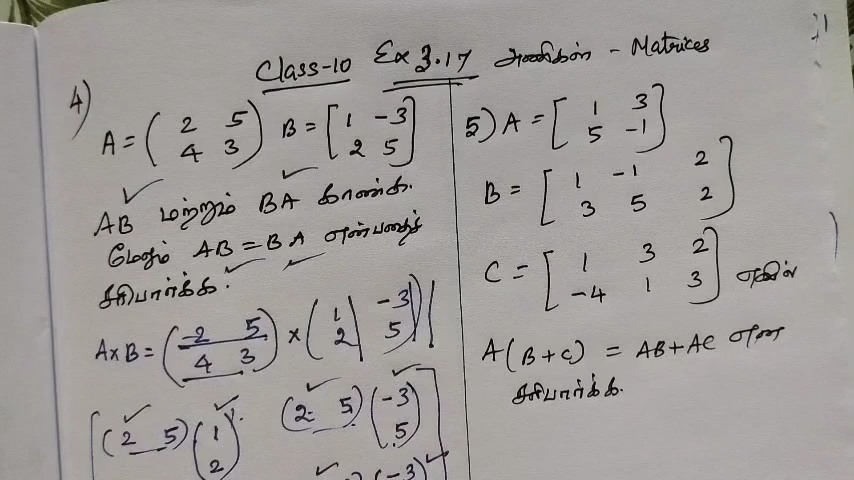 Class-10 Ex 3.17 அணிகள் - Matrices
4)
A = ( 2 5 ) B = [ 1 -3 ]
4 3 2 5
AB மற்றும் BA காண்க.
மேலும் AB = BA என்பதைச்
சரிபார்க்க.
A×B = ( 2 5 ) × ( 1 -3 )
4 3 2 5
(2 5) ( 1 (2 5) ( -3
2 ) 5 )
(-3)
5) A = [ 1 3 ]
5 -1
B = [ 1 -1 2 ]
3 5 2
C = [ 1 3 2 ]
-4 1 3 எனில்
A(B+C) = AB+AC என
சரிபார்க்க.